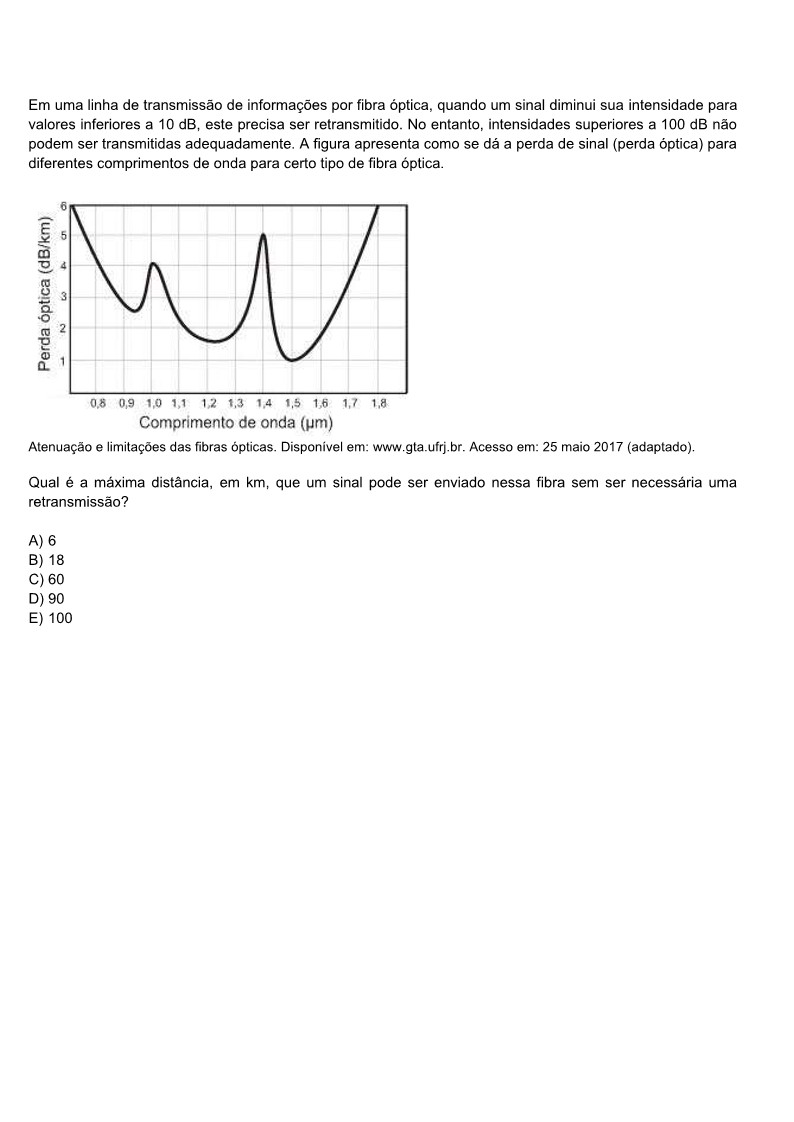 Em uma linha de transmissão de informações por fibra óptica, quando um sinal diminui sua intensidade para
valores inferiores a 10 dB, este precisa ser retransmitido. No entanto, intensidades superiores a 100 dB não
podem ser transmitidas adequadamente. A figura apresenta como se dá a perda de sinal (perda óptica) para
diferentes comprimentos de onda para certo tipo de fibra óptica.
Perda óptica (dB/km)
6
5
4
3
2
1
0,8 0,9 1,0 1,1 1,2 1,3 1,4 1,5 1,6 1,7 1,8
Comprimento de onda (μm)
Atenuação e limitações das fibras ópticas. Disponível em: www.gta.ufrj.br. Acesso em: 25 maio 2017 (adaptado).
Qual é a máxima distância, em km, que um sinal pode ser enviado nessa fibra sem ser necessária uma
retransmissão?
A) 6
B) 18
C) 60
D) 90
E) 100